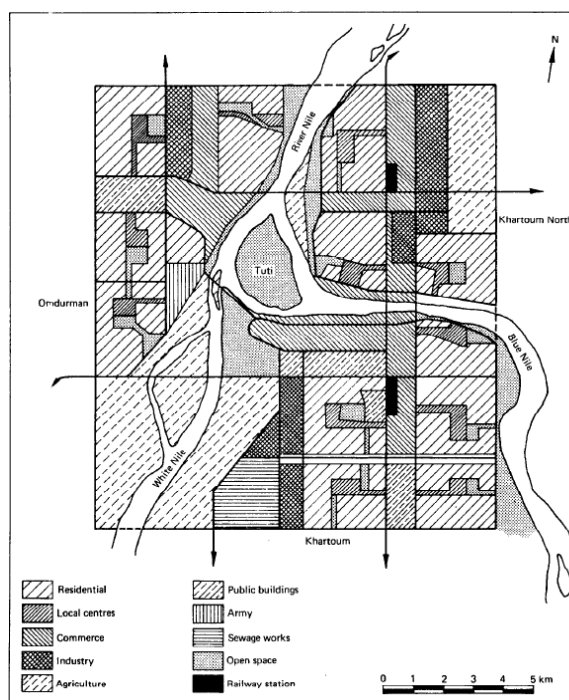 N
River Nile
Khartoum North
Tuti
Omdurman
Blue Nile
White Nile
Khartoum
Residential
Local centres
Commerce
Industry
Agriculture
Public buildings
Army
Sewage works
Open space
Railway station
0 1 2 3 4 5 km